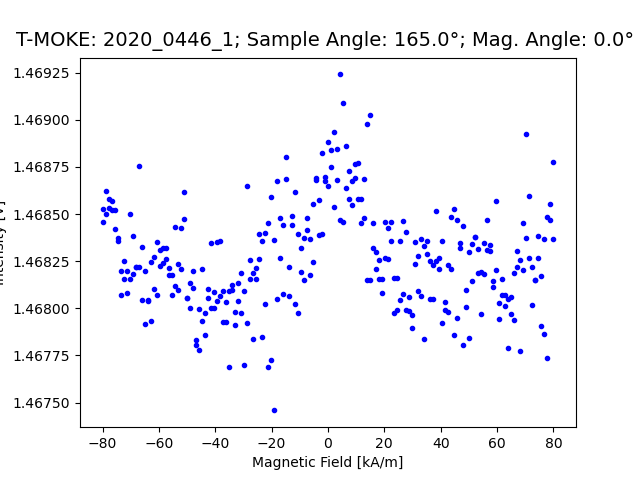 T-MOKE: 2020_0446_1; Sample Angle: 165.0°; Mag. Angle: 0.0°
1.46925
1.46900
1.46875
1.46850
1.46825
1.46800
1.46775
1.46750
Intensity [V]
−80 −60 −40 −20 0 20 40 60 80
Magnetic Field [kA/m]